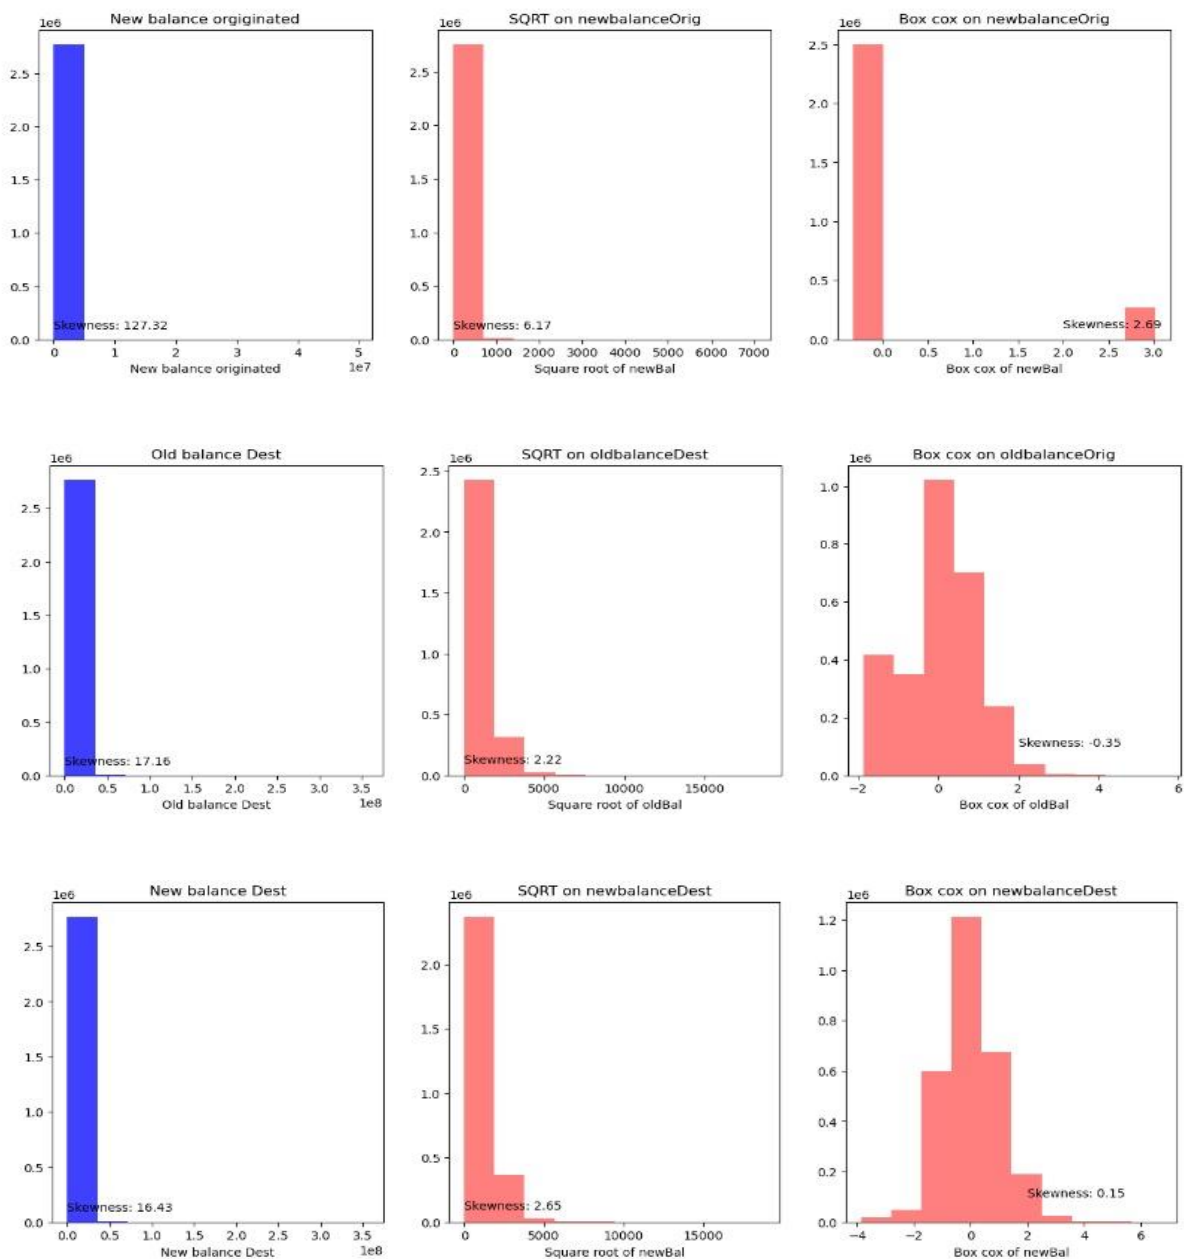 New balance orgiginated
1e6
2.5
2.0
1.5
1.0
0.5
0.0
Skewness: 127.32
0 1 2 3 4 5
1e7
New balance originated
SQRT on newbalanceOrig
1e6
2.5
2.0
1.5
1.0
0.5
0.0
Skewness: 6.17
0 1000 2000 3000 4000 5000 6000 7000
Square root of newBal
Box cox on newbalanceOrig
1e6
2.5
2.0
1.5
1.0
0.5
0.0
Skewness: 2.69
0.0 0.5 1.0 1.5 2.0 2.5 3.0
Box cox of newBal
Old balance Dest
1e6
2.5
2.0
1.5
1.0
0.5
0.0
Skewness: 17.16
0.0 0.5 1.0 1.5 2.0 2.5 3.0 3.5
1e8
Old balance Dest
SQRT on oldbalanceDest
1e6
2.5
2.0
1.5
1.0
0.5
0.0
Skewness: 2.22
0 5000 10000 15000
Square root of oldBal
Box cox on oldbalanceOrig
1e6
1.0
0.8
0.6
0.4
0.2
0.0
Skewness: -0.35
−2 0 2 4 6
Box cox of oldBal
New balance Dest
1e6
2.5
2.0
1.5
1.0
0.5
0.0
Skewness: 16.43
0.0 0.5 1.0 1.5 2.0 2.5 3.0 3.5
1e8
New balance Dest
SQRT on newbalanceDest
1e6
2.0
1.5
1.0
0.5
0.0
Skewness: 2.65
0 5000 10000 15000
Square root of newBal
Box cox on newbalanceDest
1e6
1.2
1.0
0.8
0.6
0.4
0.2
0.0
Skewness: 0.15
−4 −2 0 2 4 6
Box cox of newBal